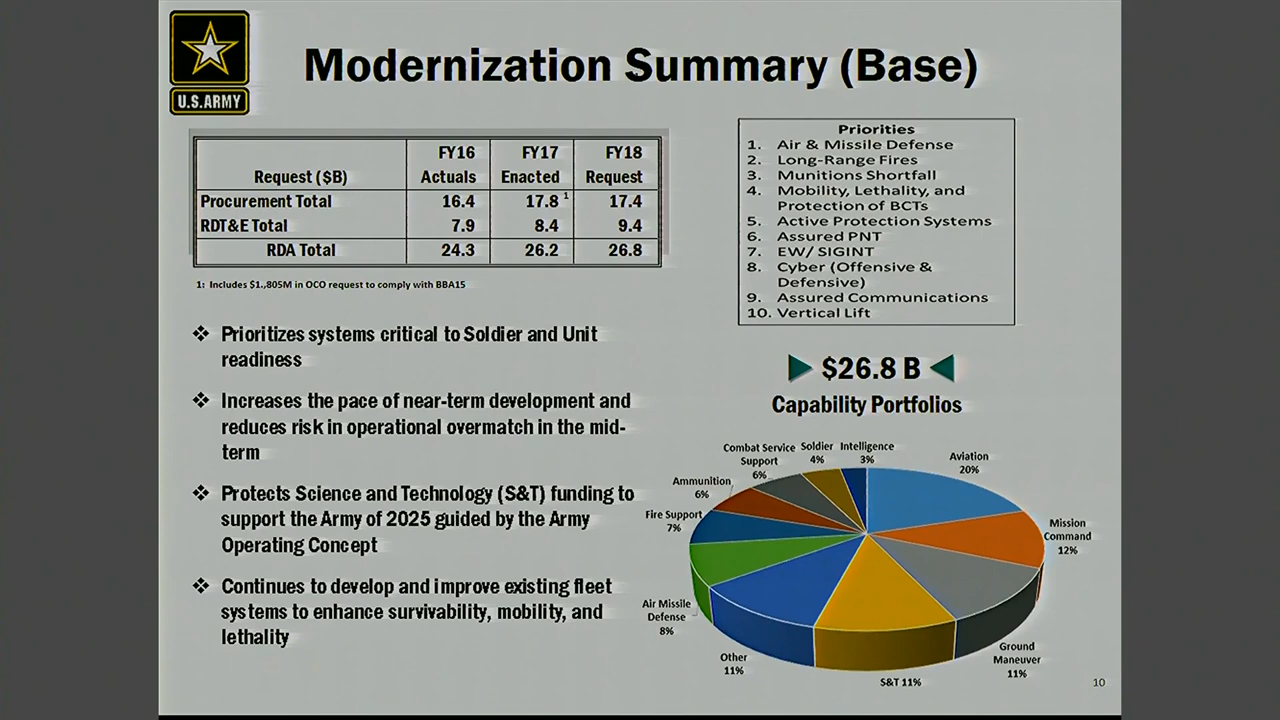 U.S.ARMY
Modernization Summary (Base)
Request ($B) FY16 Actuals FY17 Enacted FY18 Request
Procurement Total 16.4 17.8 1 17.4
RDT&E Total 7.9 8.4 9.4
RDA Total 24.3 26.2 26.8
1: Includes $1.,805M in OCO request to comply with BBA15
❖ Prioritizes systems critical to Soldier and Unit
readiness
❖ Increases the pace of near-term development and
reduces risk in operational overmatch in the mid-
term
❖ Protects Science and Technology (S&T) funding to
support the Army of 2025 guided by the Army
Operating Concept
❖ Continues to develop and improve existing fleet
systems to enhance survivability, mobility, and
lethality
Priorities
1. Air & Missile Defense
2. Long-Range Fires
3. Munitions Shortfall
4. Mobility, Lethality, and
Protection of BCTs
5. Active Protection Systems
6. Assured PNT
7. EW/ SIGINT
8. Cyber (Offensive &
Defensive)
9. Assured Communications
10. Vertical Lift
$26.8 B
Capability Portfolios
Aviation
20%
Mission
Command
12%
Ground
Maneuver
11%
S&T 11%
Other
11%
Air Missile
Defense
8%
Fire Support
7%
Ammunition
6%
Combat Service
Support
6%
Soldier
4%
Intelligence
3%
10